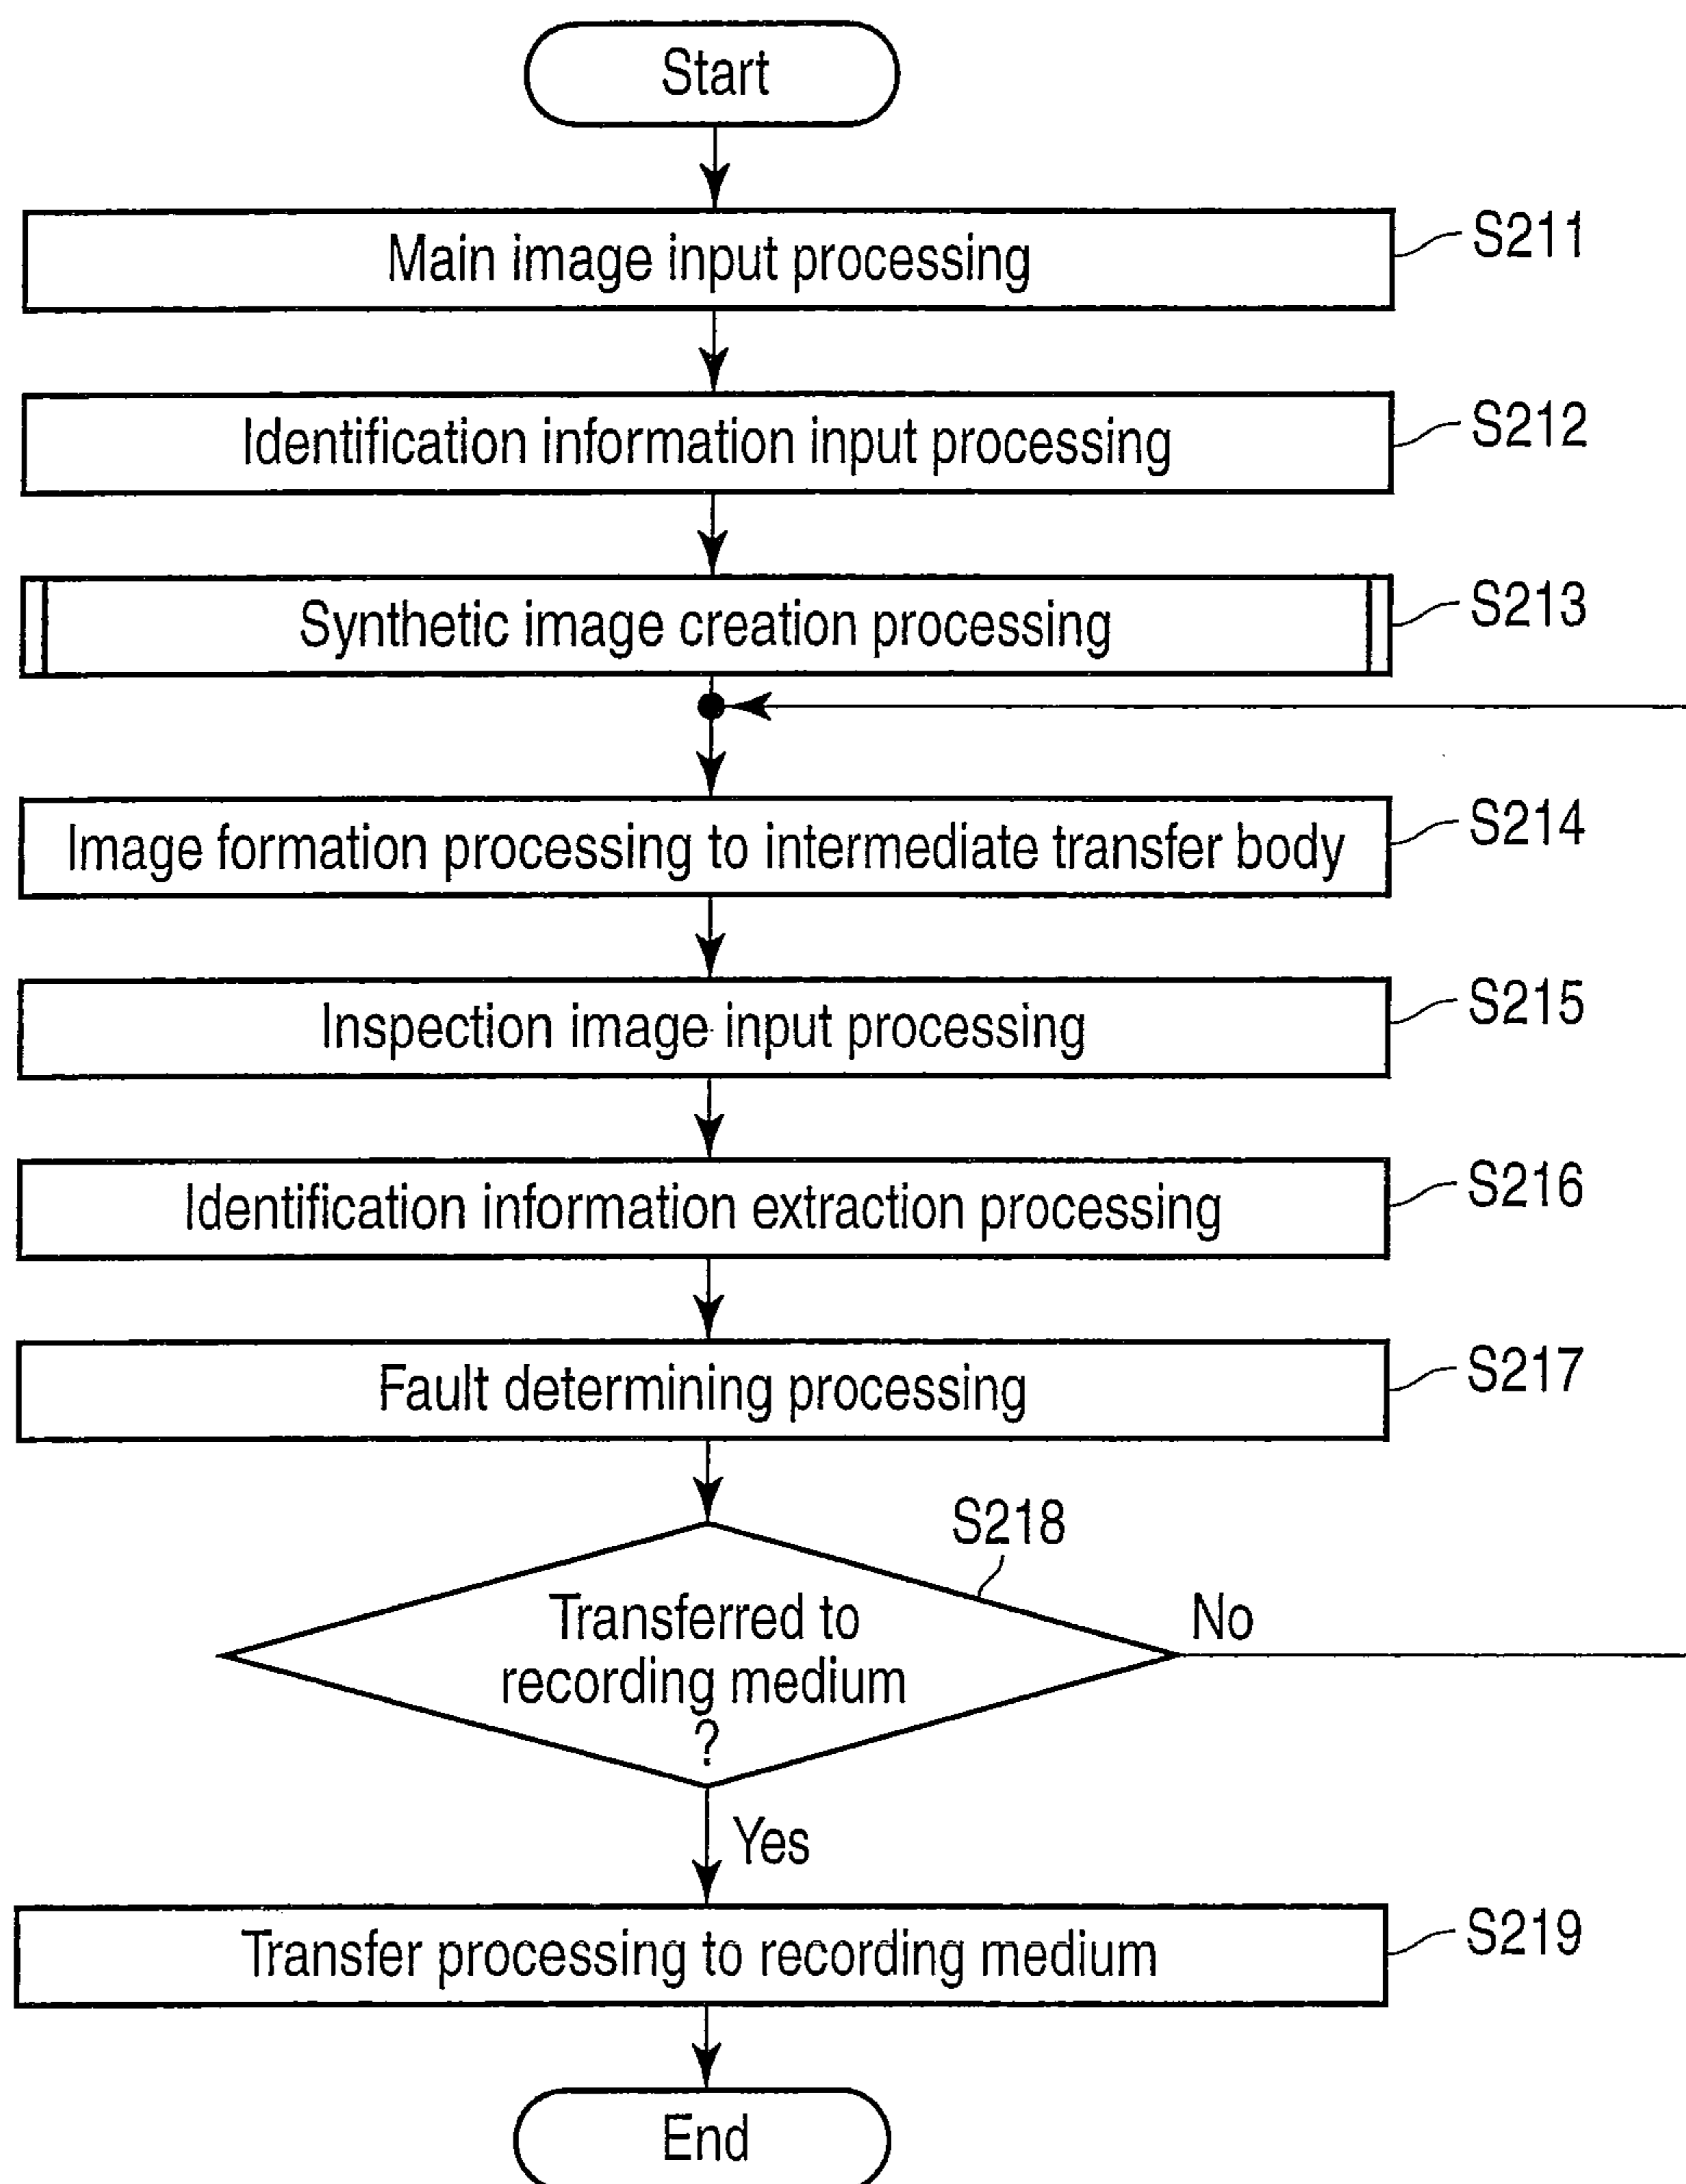 Start
Main image input processing
S211
Identification information input processing
S212
Synthetic image creation processing
S213
Image formation processing to intermediate transfer body
S214
Inspection image input processing
S215
Identification information extraction processing
S216
Fault determining processing
S217
S218
Transferred to
recording medium
?
No
Yes
Transfer processing to recording medium
S219
End